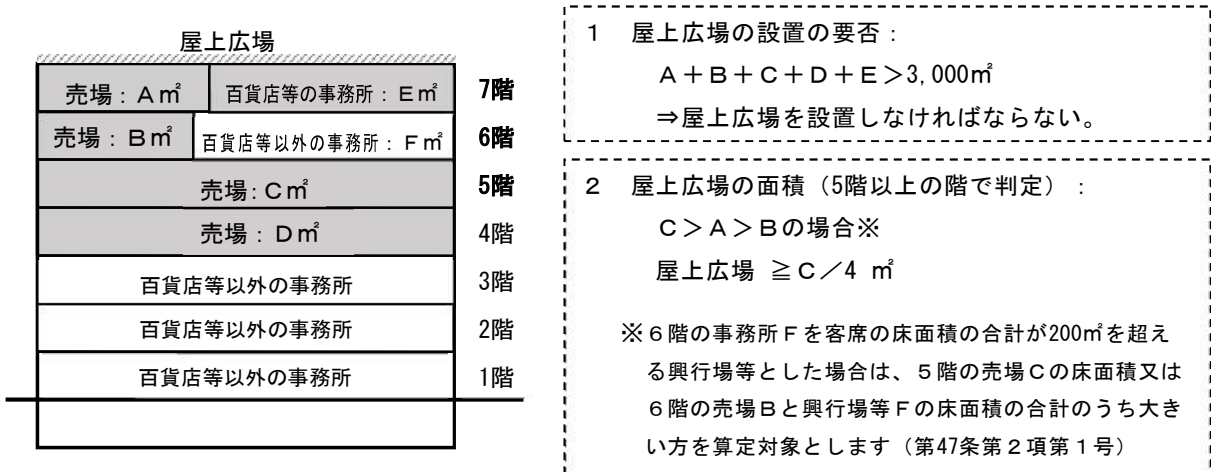 屋上広場
売場：Ａ㎡ 百貨店等の事務所：Ｅ㎡ 7階
売場：Ｂ㎡ 百貨店等以外の事務所：Ｆ㎡ 6階
売場：Ｃ㎡ 5階
売場：Ｄ㎡ 4階
百貨店等以外の事務所 3階
百貨店等以外の事務所 2階
百貨店等以外の事務所 1階
１　屋上広場の設置の要否：
Ａ＋Ｂ＋Ｃ＋Ｄ＋Ｅ＞3,000㎡
⇒屋上広場を設置しなければならない。
２　屋上広場の面積（5階以上の階で判定）：
Ｃ＞Ａ＞Ｂの場合※
屋上広場 ≧Ｃ／4 ㎡
※６階の事務所Ｆを客席の床面積の合計が200㎡を超え
る興行場等とした場合は、５階の売場Ｃの床面積又は
６階の売場Ｂと興行場等Ｆの床面積の合計のうち大き
い方を算定対象とします（第47条第２項第１号）